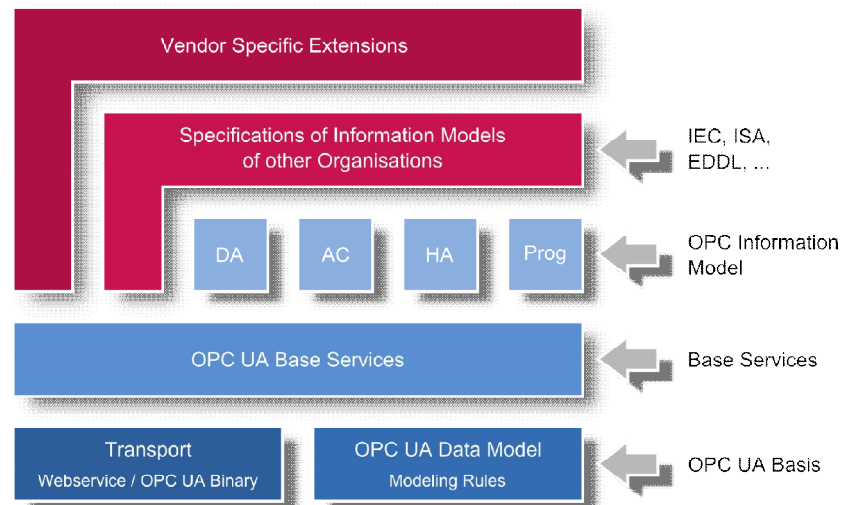 Vendor Specific Extensions
Specifications of Information Models
of other Organisations
IEC, ISA,
EDDL, ...
DA
AC
HA
Prog
OPC Information
Model
OPC UA Base Services
Base Services
Transport
Webservice / OPC UA Binary
OPC UA Data Model
Modeling Rules
OPC UA Basis